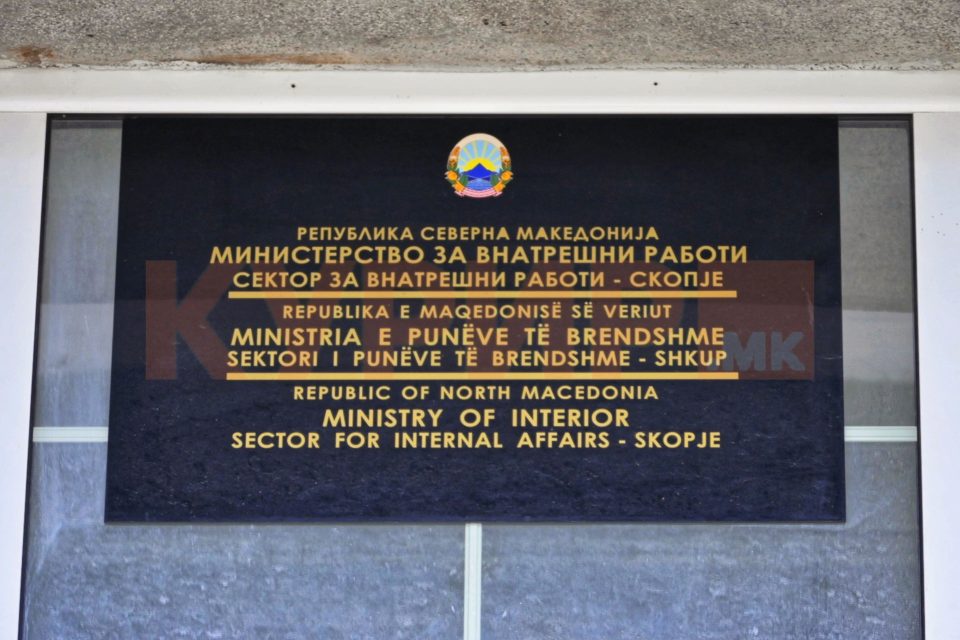 РЕПУБЛИКА СЕВЕРНА МАКЕДОНИЈА
МИНИСТЕРСТВО ЗА ВНАТРЕШНИ РАБОТИ
СЕКТОР ЗА ВНАТРЕШНИ РАБОТИ - СКОПЈЕ
REPUBLIKA E MAQEDONISË SË VERIUT
MINISTRIA E PUNËVE TË BRENDSHME
SEKTORI I PUNËVE TË BRENDSHME - SHKUP
REPUBLIC OF NORTH MACEDONIA
MINISTRY OF INTERIOR
SECTOR FOR INTERNAL AFFAIRS - SKOPJE
.MK